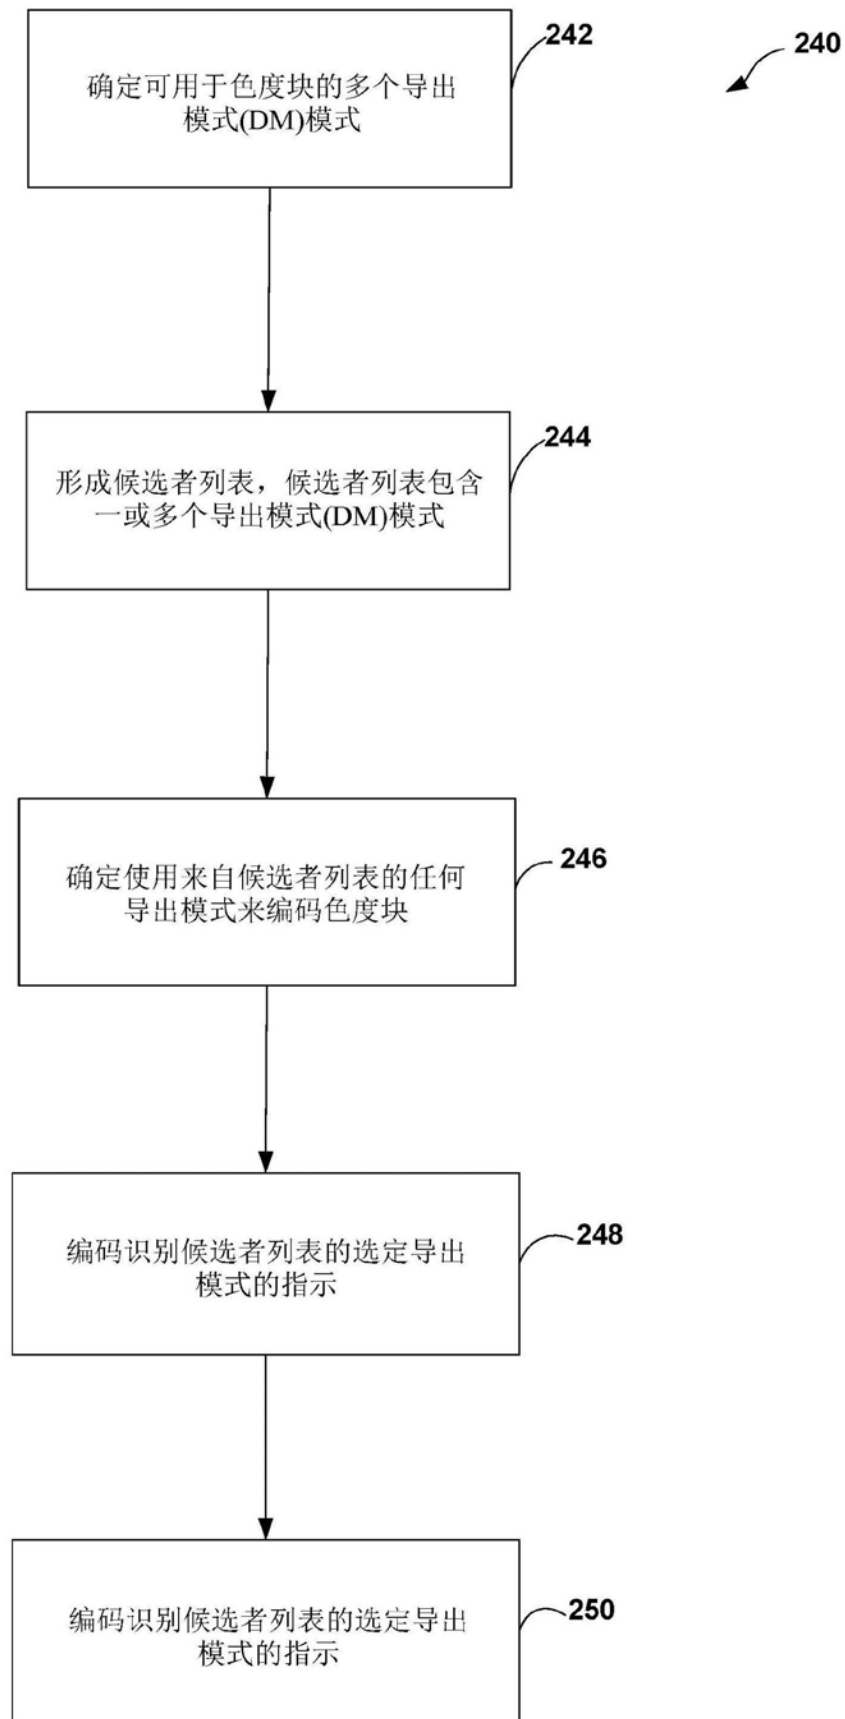 242
240
确定可用于色度块的多个导出
模式(DM)模式
244
形成候选者列表，候选者列表包含
一或多个导出模式(DM)模式
246
确定使用来自候选者列表的任何
导出模式来编码色度块
248
编码识别候选者列表的选定导出
模式的指示
250
编码识别候选者列表的选定导出
模式的指示